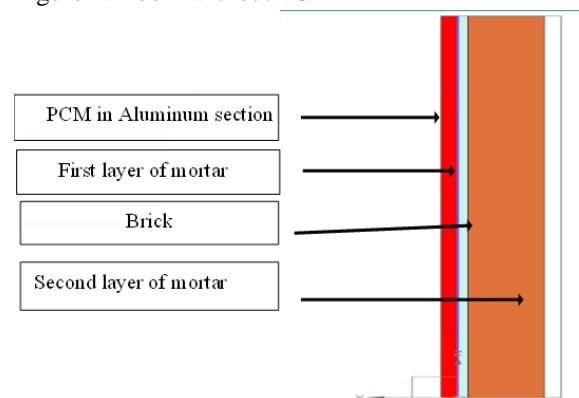 PCM in Aluminum section
First layer of mortar
Brick
Second layer of mortar